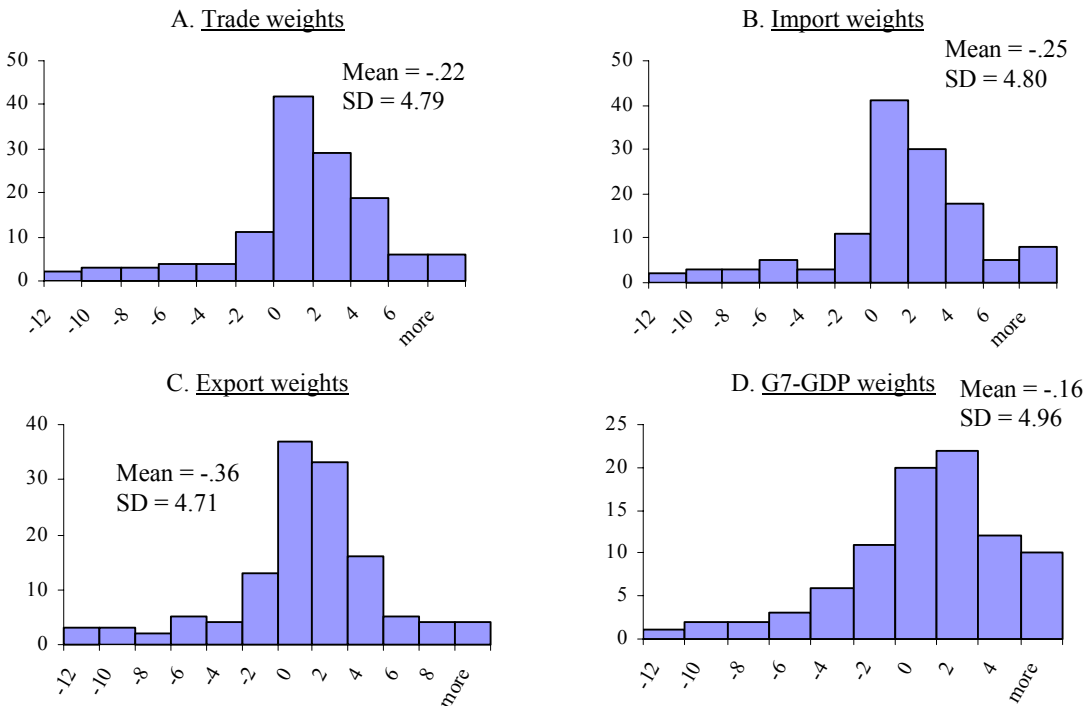 A. Trade weights
Mean = -.22
SD = 4.79
50
40
30
20
10
0
-12 -10 -8 -6 -4 -2 0 2 4 6 more
B. Import weights
Mean = -.25
SD = 4.80
50
40
30
20
10
0
-12 -10 -8 -6 -4 -2 0 2 4 6 more
C. Export weights
Mean = -.36
SD = 4.71
40
30
20
10
0
-12 -10 -8 -6 -4 -2 0 2 4 6 8 more
D. G7-GDP weights
Mean = -.16
SD = 4.96
25
20
15
10
5
0
-12 -10 -8 -6 -4 -2 0 2 4 more